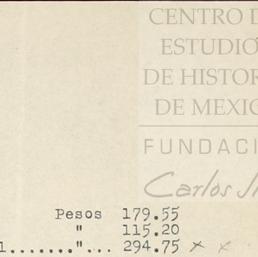 CENTRO D
ESTUDIO
DE HISTOR
DE MEXIC
FUNDACI
Carlos
Pesos 179.55
" 115.20
l.......".... 294.75 x x